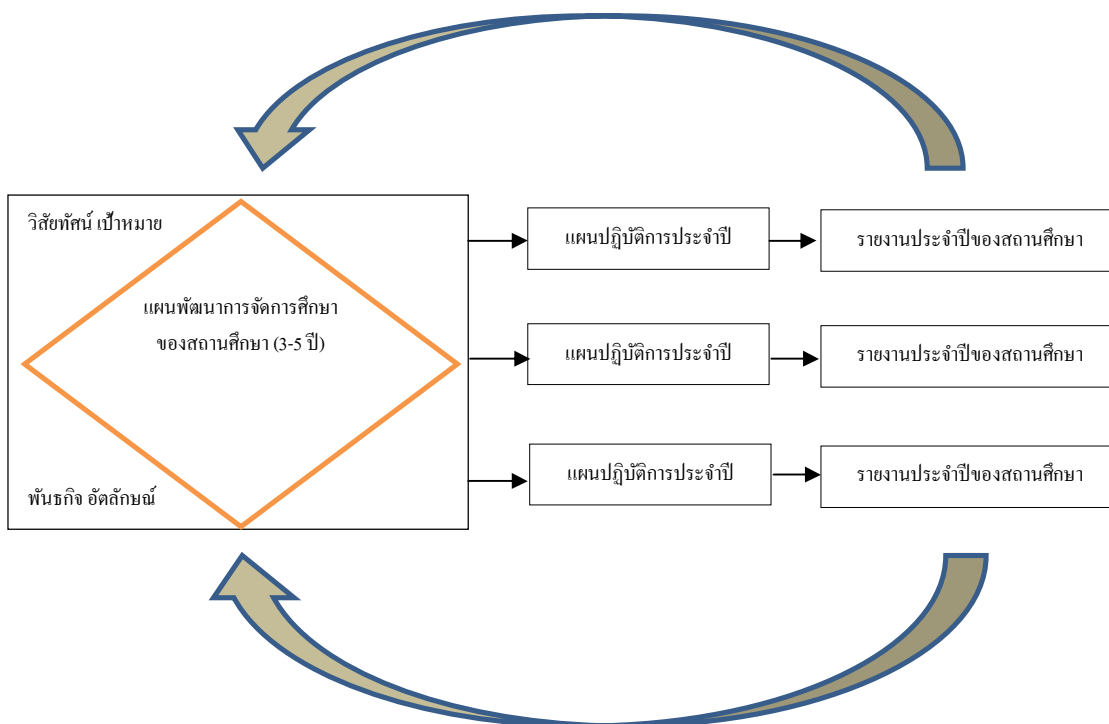 วิสัยทัศน์ เป้าหมาย
แผนพัฒนาการจัดการศึกษา
ของสถานศึกษา (3-5 ปี)
พันธกิจ อัตลักษณ์
แผนปฏิบัติการประจำปี
รายงานประจำปีของสถานศึกษา
แผนปฏิบัติการประจำปี
รายงานประจำปีของสถานศึกษา
แผนปฏิบัติการประจำปี
รายงานประจำปีของสถานศึกษา